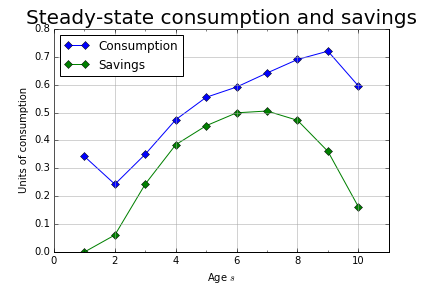 Steady-state consumption and savings
Consumption
Savings
Units of consumption
0.8
0.7
0.6
0.5
0.4
0.3
0.2
0.1
0.0
0 2 4 6 8 10
Age s